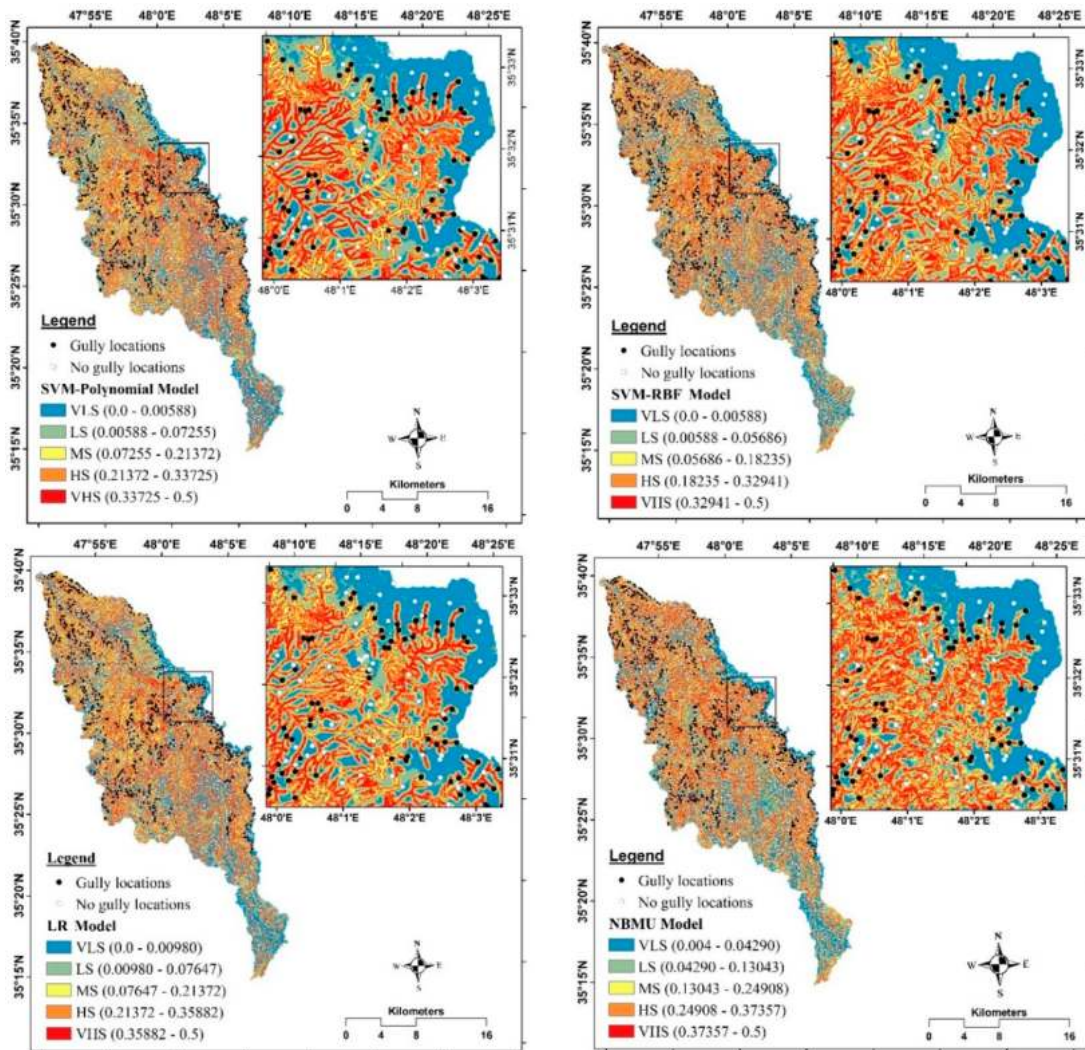 47°55'E 48°0'E 48°5'E 48°10'E 48°15'E 48°20'E 48°25'E
35°40'N
35°35'N
35°30'N
35°25'N
35°20'N
35°15'N
35°33'N
35°32'N
35°31'N
48°0'E 48°1'E 48°2'E 48°3'E
Legend
Gully locations
No gully locations
SVM-Polynomial Model
VLS (0.0 - 0.00588)
LS (0.00588 - 0.07255)
MS (0.07255 - 0.21372)
HS (0.21372 - 0.33725)
VHS (0.33725 - 0.5)
N
W E
S
Kilometers
0 4 8 16
47°55'E 48°0'E 48°5'E 48°10'E 48°15'E 48°20'E 48°25'E
35°40'N
35°35'N
35°30'N
35°25'N
35°20'N
35°15'N
35°33'N
35°32'N
35°31'N
48°0'E 48°1'E 48°2'E 48°3'E
Legend
Gully locations
No gully locations
SVM-RBF Model
VLS (0.0 - 0.00588)
LS (0.00588 - 0.05686)
MS (0.05686 - 0.18235)
HS (0.18235 - 0.32941)
VHS (0.32941 - 0.5)
N
W E
S
Kilometers
0 4 8 16
47°55'E 48°0'E 48°5'E 48°10'E 48°15'E 48°20'E 48°25'E
35°40'N
35°35'N
35°30'N
35°25'N
35°20'N
35°15'N
35°33'N
35°32'N
35°31'N
48°0'E 48°1'E 48°2'E 48°3'E
Legend
Gully locations
No gully locations
LR Model
VLS (0.0 - 0.00980)
LS (0.00980 - 0.07647)
MS (0.07647 - 0.21372)
HS (0.21372 - 0.35882)
VHS (0.35882 - 0.5)
N
W E
S
Kilometers
0 4 8 16
47°55'E 48°0'E 48°5'E 48°10'E 48°15'E 48°20'E 48°25'E
35°40'N
35°35'N
35°30'N
35°25'N
35°20'N
35°15'N
35°33'N
35°32'N
35°31'N
48°0'E 48°1'E 48°2'E 48°3'E
Legend
Gully locations
No gully locations
NBMU Model
VLS (0.004 - 0.04290)
LS (0.04290 - 0.13043)
MS (0.13043 - 0.24908)
HS (0.24908 - 0.37357)
VHS (0.37357 - 0.5)
N
W E
S
Kilometers
0 4 8 16